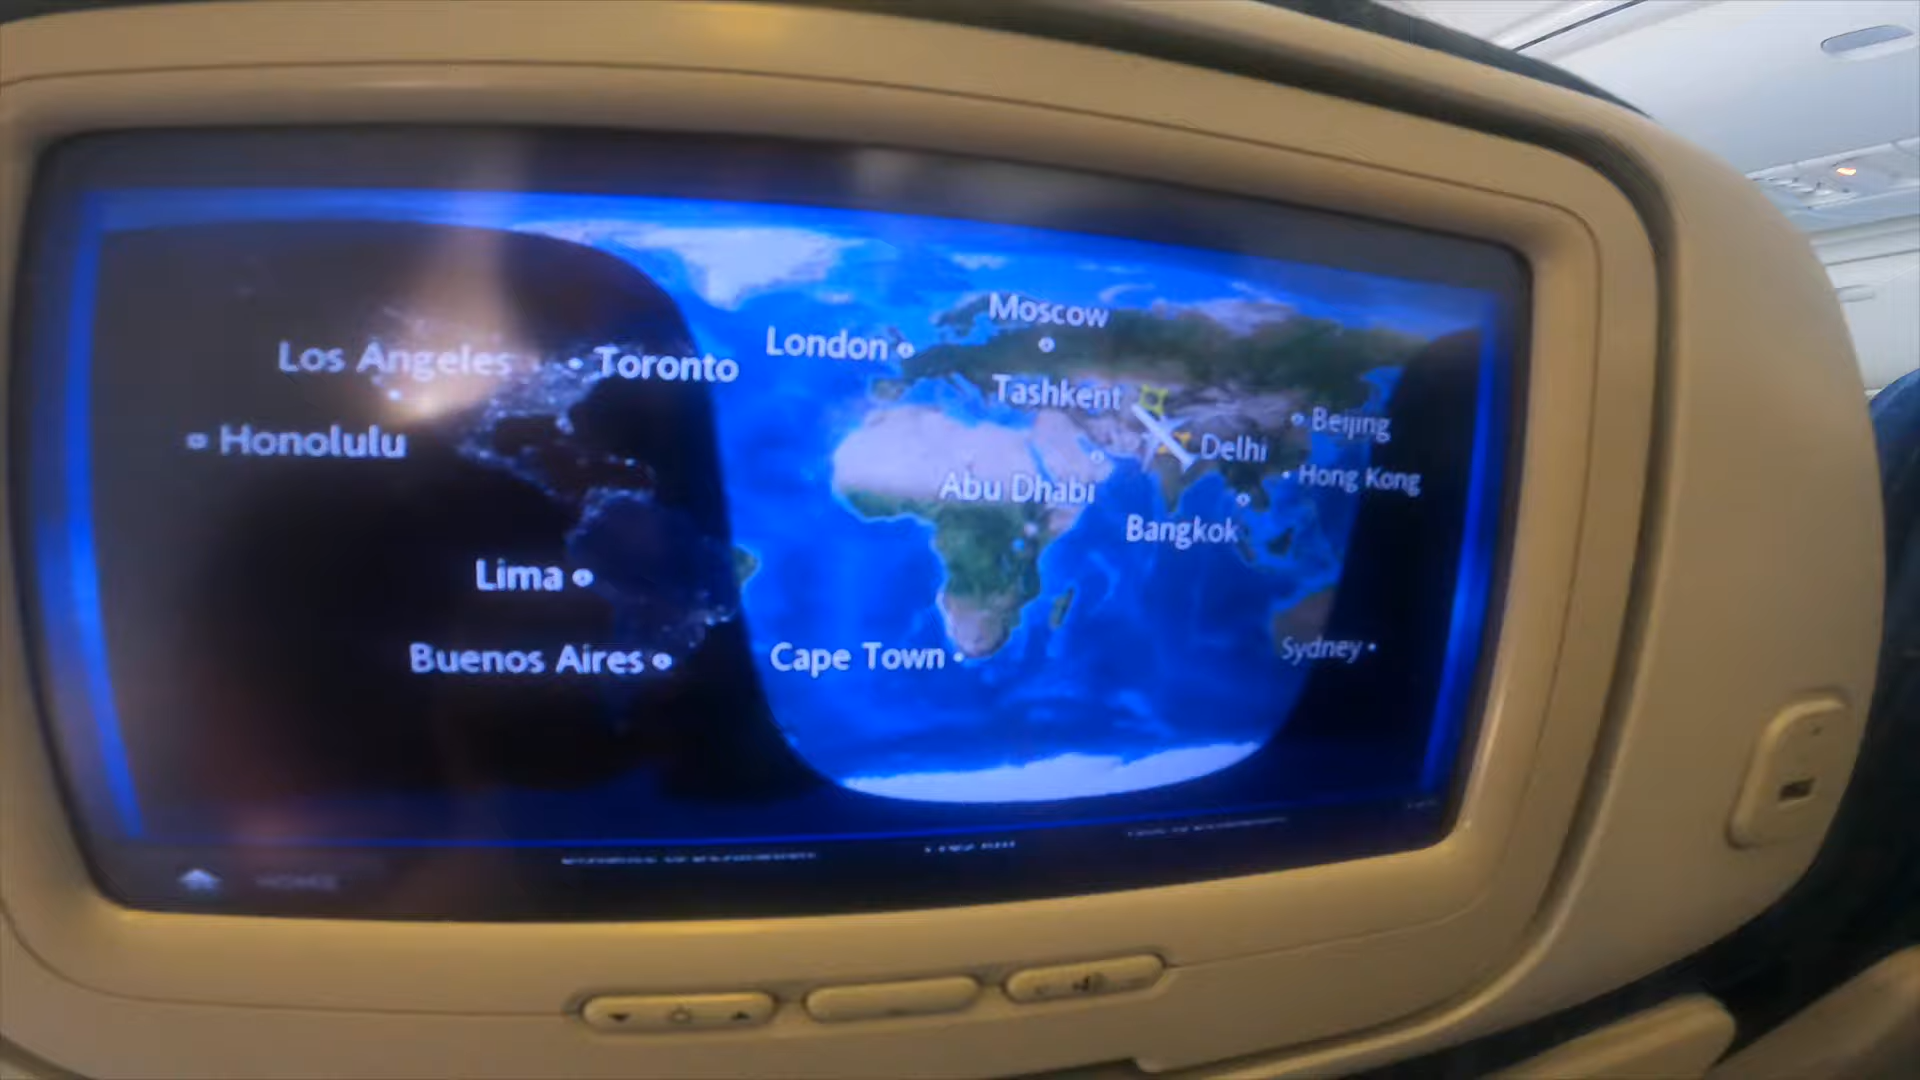 Moscow
London
Los Angeles
Toronto
Tashkent
Beijing
Honolulu
Delhi
Hong Kong
Abu Dhabi
Bangkok
Lima
Sydney
Buenos Aires
Cape Town
HOME